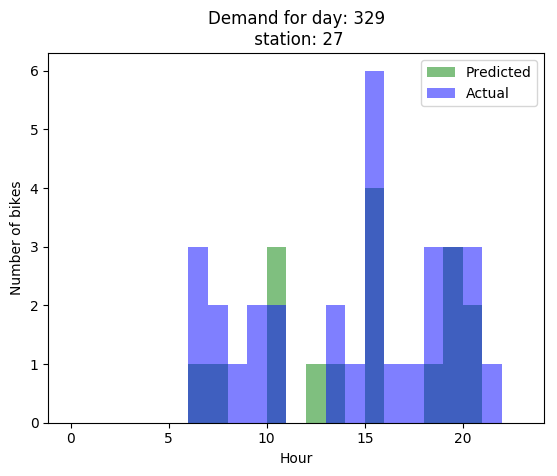 Demand for day: 329
station: 27
Predicted
Actual
Number of bikes
6
5
4
3
2
1
0
0 5 10 15 20
Hour